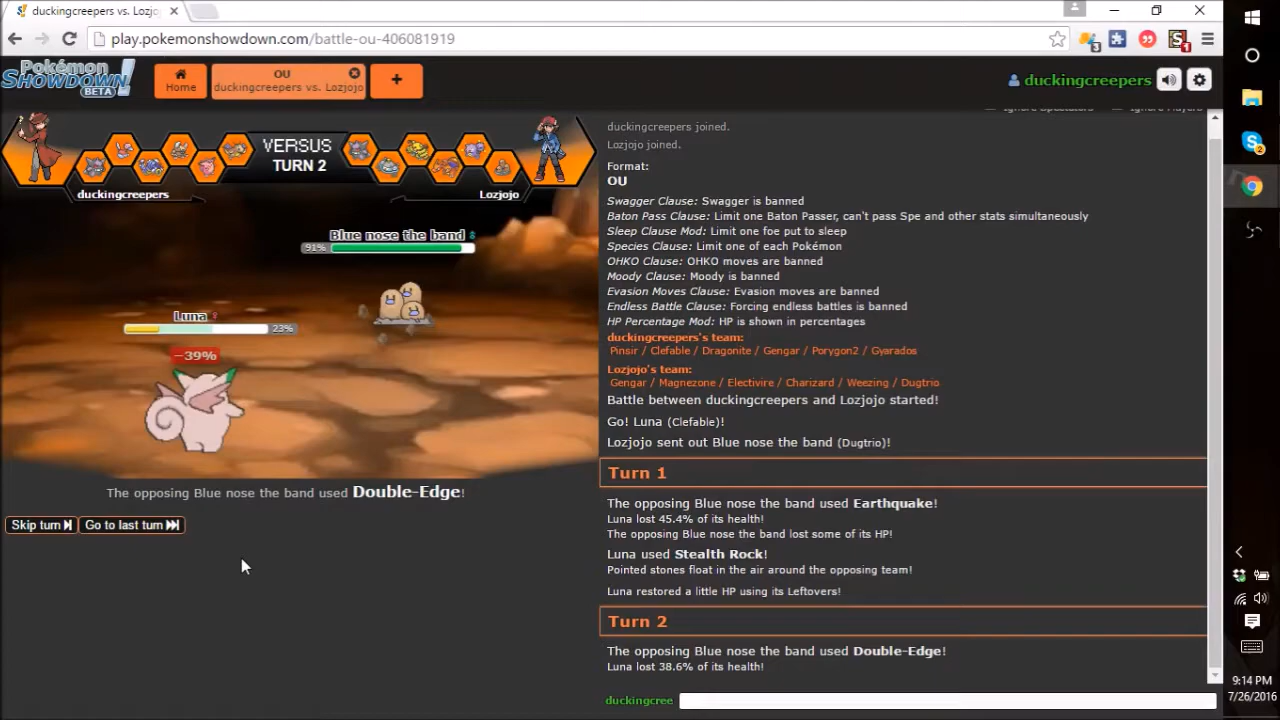 duckingcreepers vs. Lozjo
play.pokemonshowdown.com/battle-ou-406081919
3
1
Pokémon
SHOWDOWN!
BETA
Home
OU
duckingcreepers vs. Lozjojo
+
duckingcreepers
VERSUS
TURN 2
duckingcreepers
Lozjojo
Blue nose the band
91%
Luna
23%
−39%
The opposing Blue nose the band used Double-Edge!
Skip turn
Go to last turn
duckingcreepers joined.
Lozjojo joined.
Format:
OU
Swagger Clause: Swagger is banned
Baton Pass Clause: Limit one Baton Passer, can't pass Spe and other stats simultaneously
Sleep Clause Mod: Limit one foe put to sleep
Species Clause: Limit one of each Pokémon
OHKO Clause: OHKO moves are banned
Moody Clause: Moody is banned
Evasion Moves Clause: Evasion moves are banned
Endless Battle Clause: Forcing endless battles is banned
HP Percentage Mod: HP is shown in percentages
duckingcreepers's team:
Pinsir / Clefable / Dragonite / Gengar / Porygon2 / Gyarados
Lozjojo's team:
Gengar / Magnezone / Electivire / Charizard / Weezing / Dugtrio
Battle between duckingcreepers and Lozjojo started!
Go! Luna (Clefable)!
Lozjojo sent out Blue nose the band (Dugtrio)!
Turn 1
The opposing Blue nose the band used Earthquake!
Luna lost 45.4% of its health!
The opposing Blue nose the band lost some of its HP!
Luna used Stealth Rock!
Pointed stones float in the air around the opposing team!
Luna restored a little HP using its Leftovers!
Turn 2
The opposing Blue nose the band used Double-Edge!
Luna lost 38.6% of its health!
duckingcree
2
9:14 PM
7/26/2016